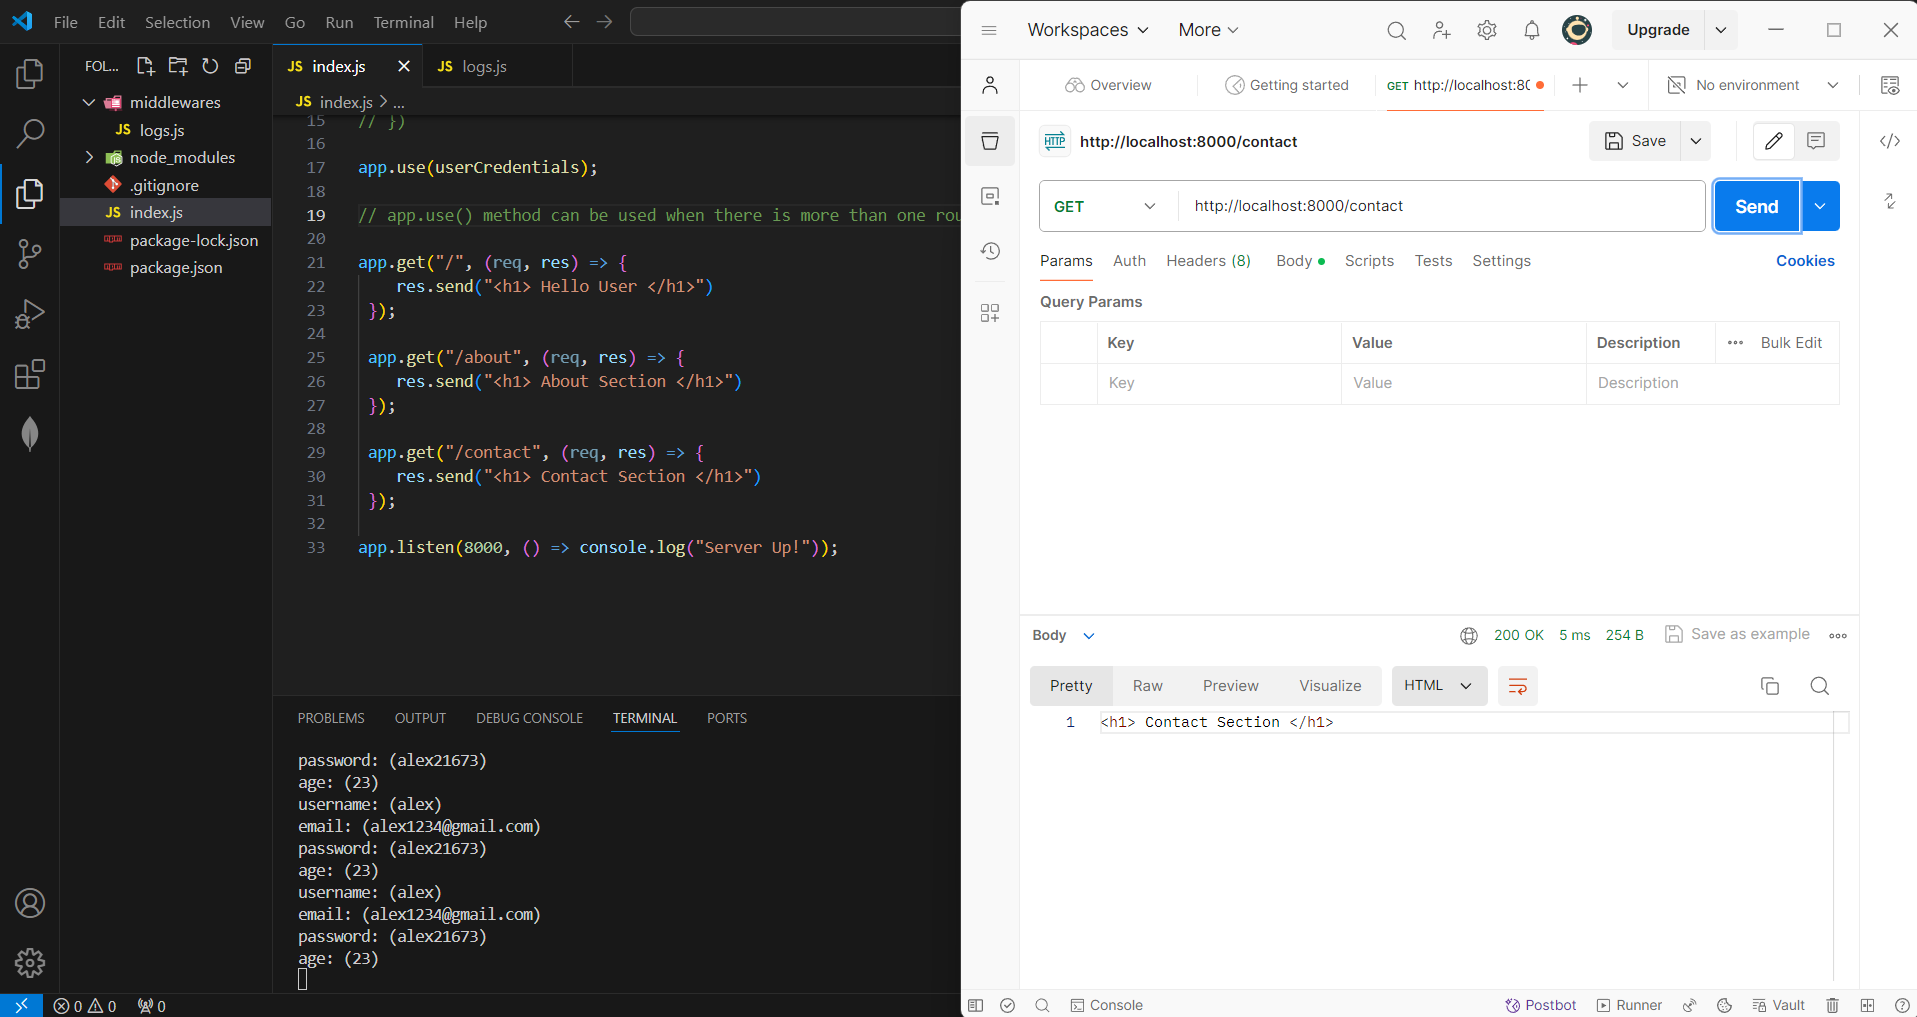 File Edit Selection View Go Run Terminal Help
FOL...
middlewares
JS logs.js
node_modules
.gitignore
JS index.js
package-lock.json
package.json
JS index.js
JS logs.js
JS index.js > ...
15 // })
16
17 app.use(userCredentials);
18
19 // app.use() method can be used when there is more than one rou
20
21 app.get("/", (req, res) => {
22 res.send("<h1> Hello User </h1>")
23 });
24
25 app.get("/about", (req, res) => {
26 res.send("<h1> About Section </h1>")
27 });
28
29 app.get("/contact", (req, res) => {
30 res.send("<h1> Contact Section </h1>")
31 });
32
33 app.listen(8000, () => console.log("Server Up!"));
PROBLEMS OUTPUT DEBUG CONSOLE TERMINAL PORTS
password: (alex21673)
age: (23)
username: (alex)
email: (alex1234@gmail.com)
password: (alex21673)
age: (23)
username: (alex)
email: (alex1234@gmail.com)
password: (alex21673)
age: (23)
0 0 0
Workspaces More Upgrade
Overview Getting started GET http://localhost:80 No environment
HTTP http://localhost:8000/contact Save
GET http://localhost:8000/contact Send
Params Auth Headers (8) Body Scripts Tests Settings Cookies
Query Params
Key Value Description Bulk Edit
Key Value Description
Body 200 OK 5 ms 254 B Save as example
Pretty Raw Preview Visualize HTML
1 <h1> Contact Section </h1>
Console Postbot Runner Vault